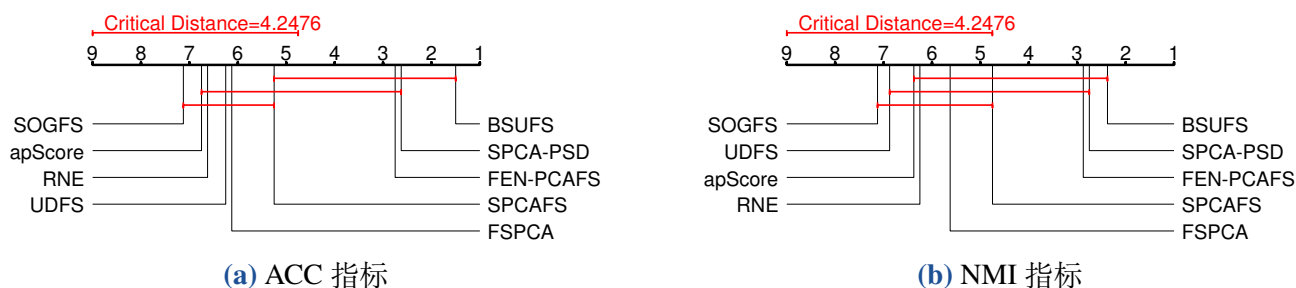 Critical Distance=4.2476
9 8 7 6 5 4 3 2 1
SOGFS
apScore
RNE
UDFS
BSUFS
SPCA-PSD
FEN-PCAFS
SPCAFS
FSPCA
(a) ACC 指标
Critical Distance=4.2476
9 8 7 6 5 4 3 2 1
SOGFS
UDFS
apScore
RNE
BSUFS
SPCA-PSD
FEN-PCAFS
SPCAFS
FSPCA
(b) NMI 指标